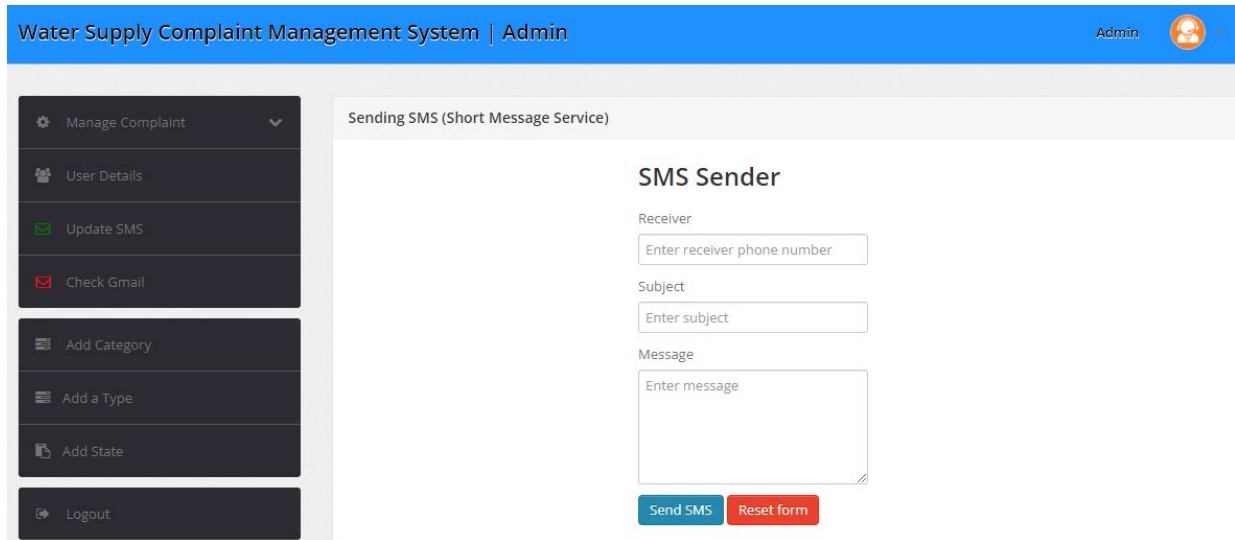 Water Supply Complaint Management System | Admin
Admin
Manage Complaint
User Details
Update SMS
Check Gmail
Add Category
Add a Type
Add State
Logout
Sending SMS (Short Message Service)
SMS Sender
Receiver
Enter receiver phone number
Subject
Enter subject
Message
Enter message
Send SMS
Reset form